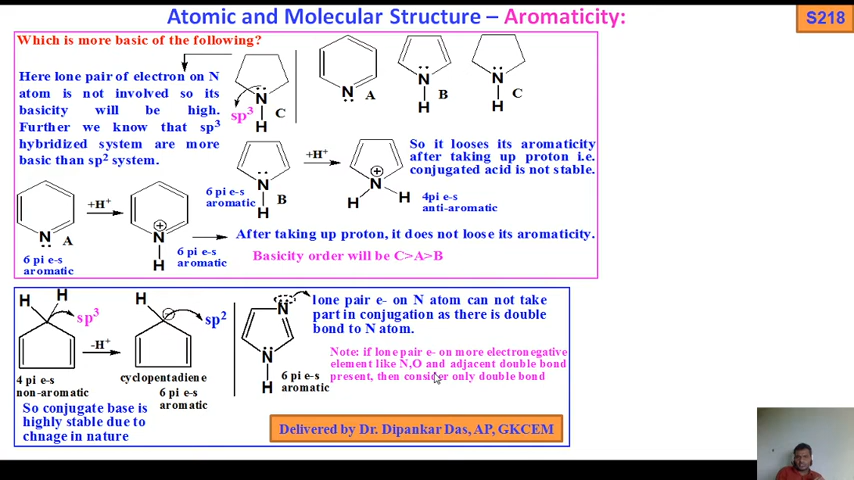 Atomic and Molecular Structure – Aromaticity:
S218
Which is more basic of the following?
Here lone pair of electron on N
atom is not involved so its
basicity will be high.
Further we know that sp3
hybridized system are more
basic than sp2 system.
sp3
N
H
C
N
A
N
H
B
N
H
C
N
H
B
6 pi e-s
aromatic
+H+
N
H
H
So it looses its aromaticity
after taking up proton i.e.
conjugated acid is not stable.
4pi e-s
anti-aromatic
N
A
6 pi e-s
aromatic
+H+
N
H
6 pi e-s
aromatic
After taking up proton, it does not loose its aromaticity.
Basicity order will be C>A>B
H
H
sp3
4 pi e-s
non-aromatic
-H+
H
sp2
cyclopentadiene
6 pi e-s
aromatic
So conjugate base is
highly stable due to
chnage in nature
N
N
H
6 pi e-s
aromatic
lone pair e- on N atom can not take
part in conjugation as there is double
bond to N atom.
Note: if lone pair e- on more electronegative
element like N,O and adjacent double bond
present, then consider only double bond
Delivered by Dr. Dipankar Das, AP, GKCEM